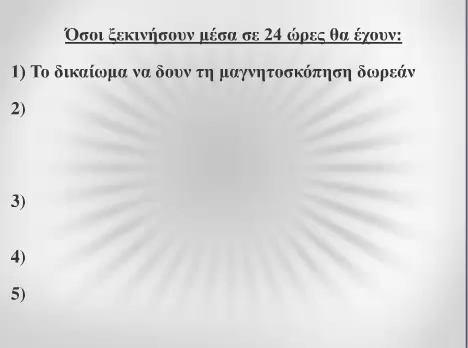 Όσοι ξεκινήσουν μέσα σε 24 ώρες θα έχουν:
1) Το δικαίωμα να δουν τη μαγνητοσκόπηση δωρεάν
2)
3)
4)
5)